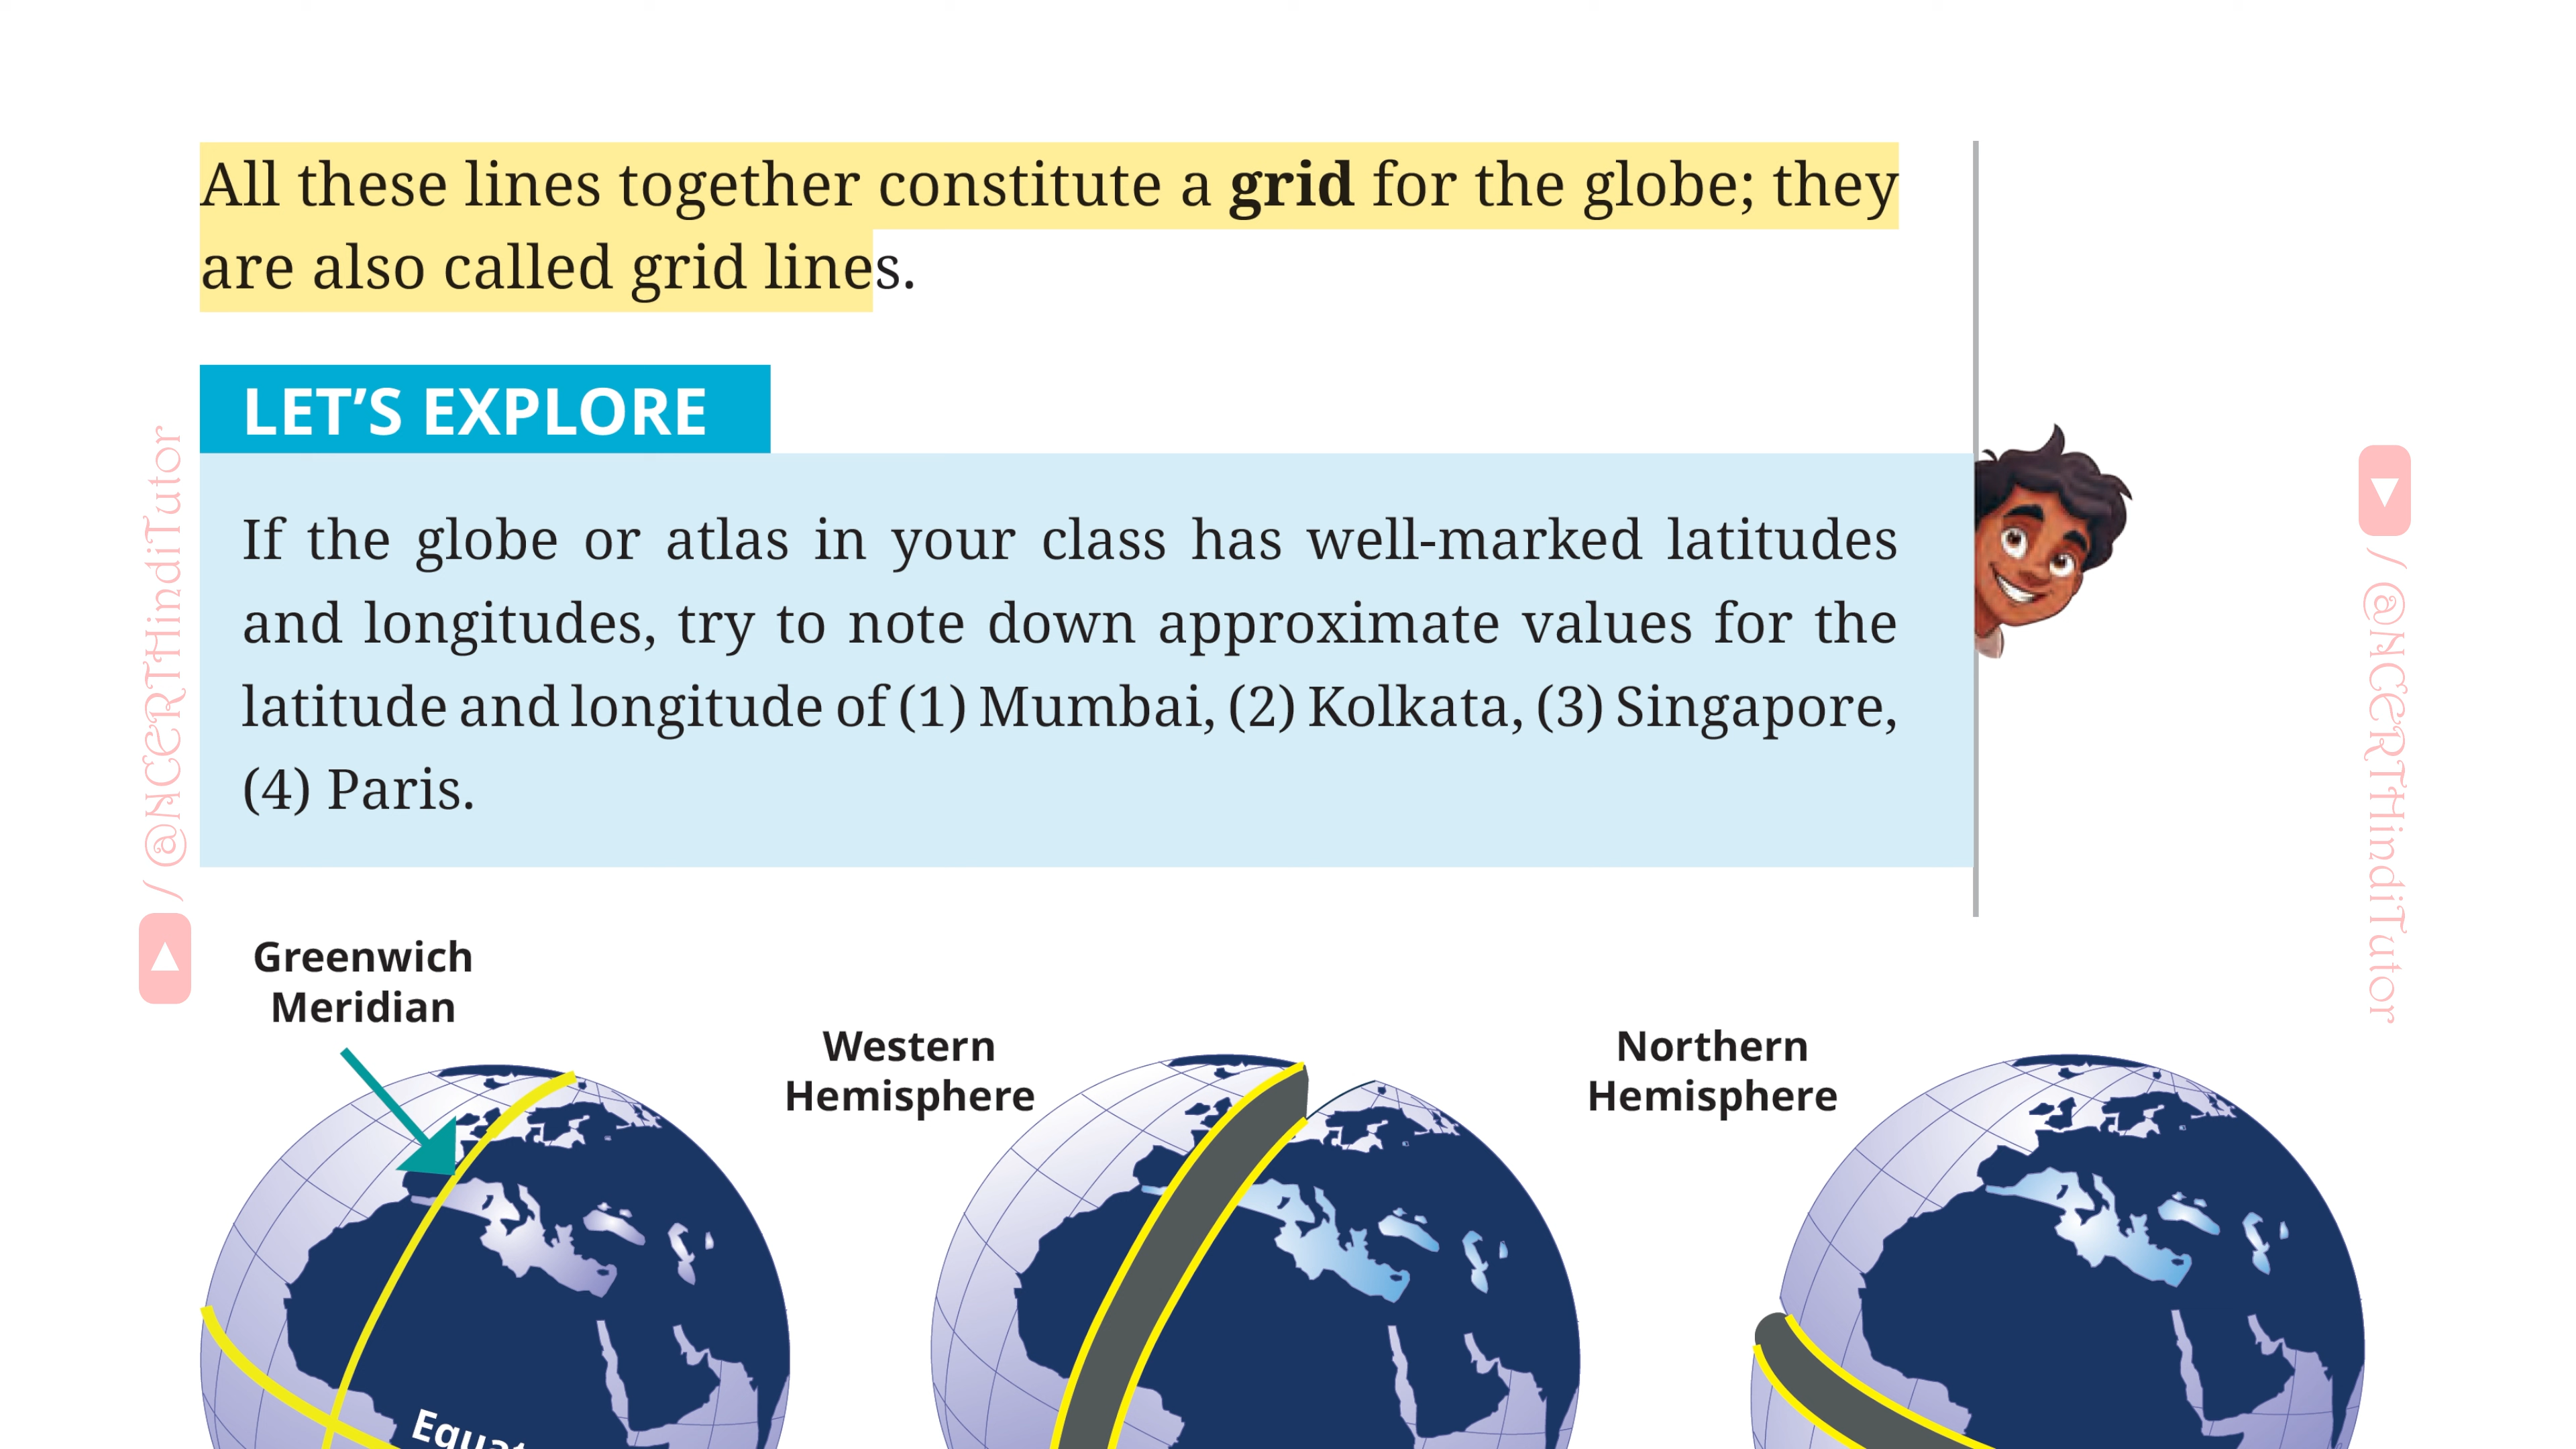 All these lines together constitute a grid for the globe; they
are also called grid lines.
LET’S EXPLORE
If the globe or atlas in your class has well-marked latitudes
and longitudes, try to note down approximate values for the
latitude and longitude of (1) Mumbai, (2) Kolkata, (3) Singapore,
(4) Paris.
/ @NCERTHindiTutor
/ @NCERTHindiTutor
Greenwich
Meridian
Western
Hemisphere
Northern
Hemisphere